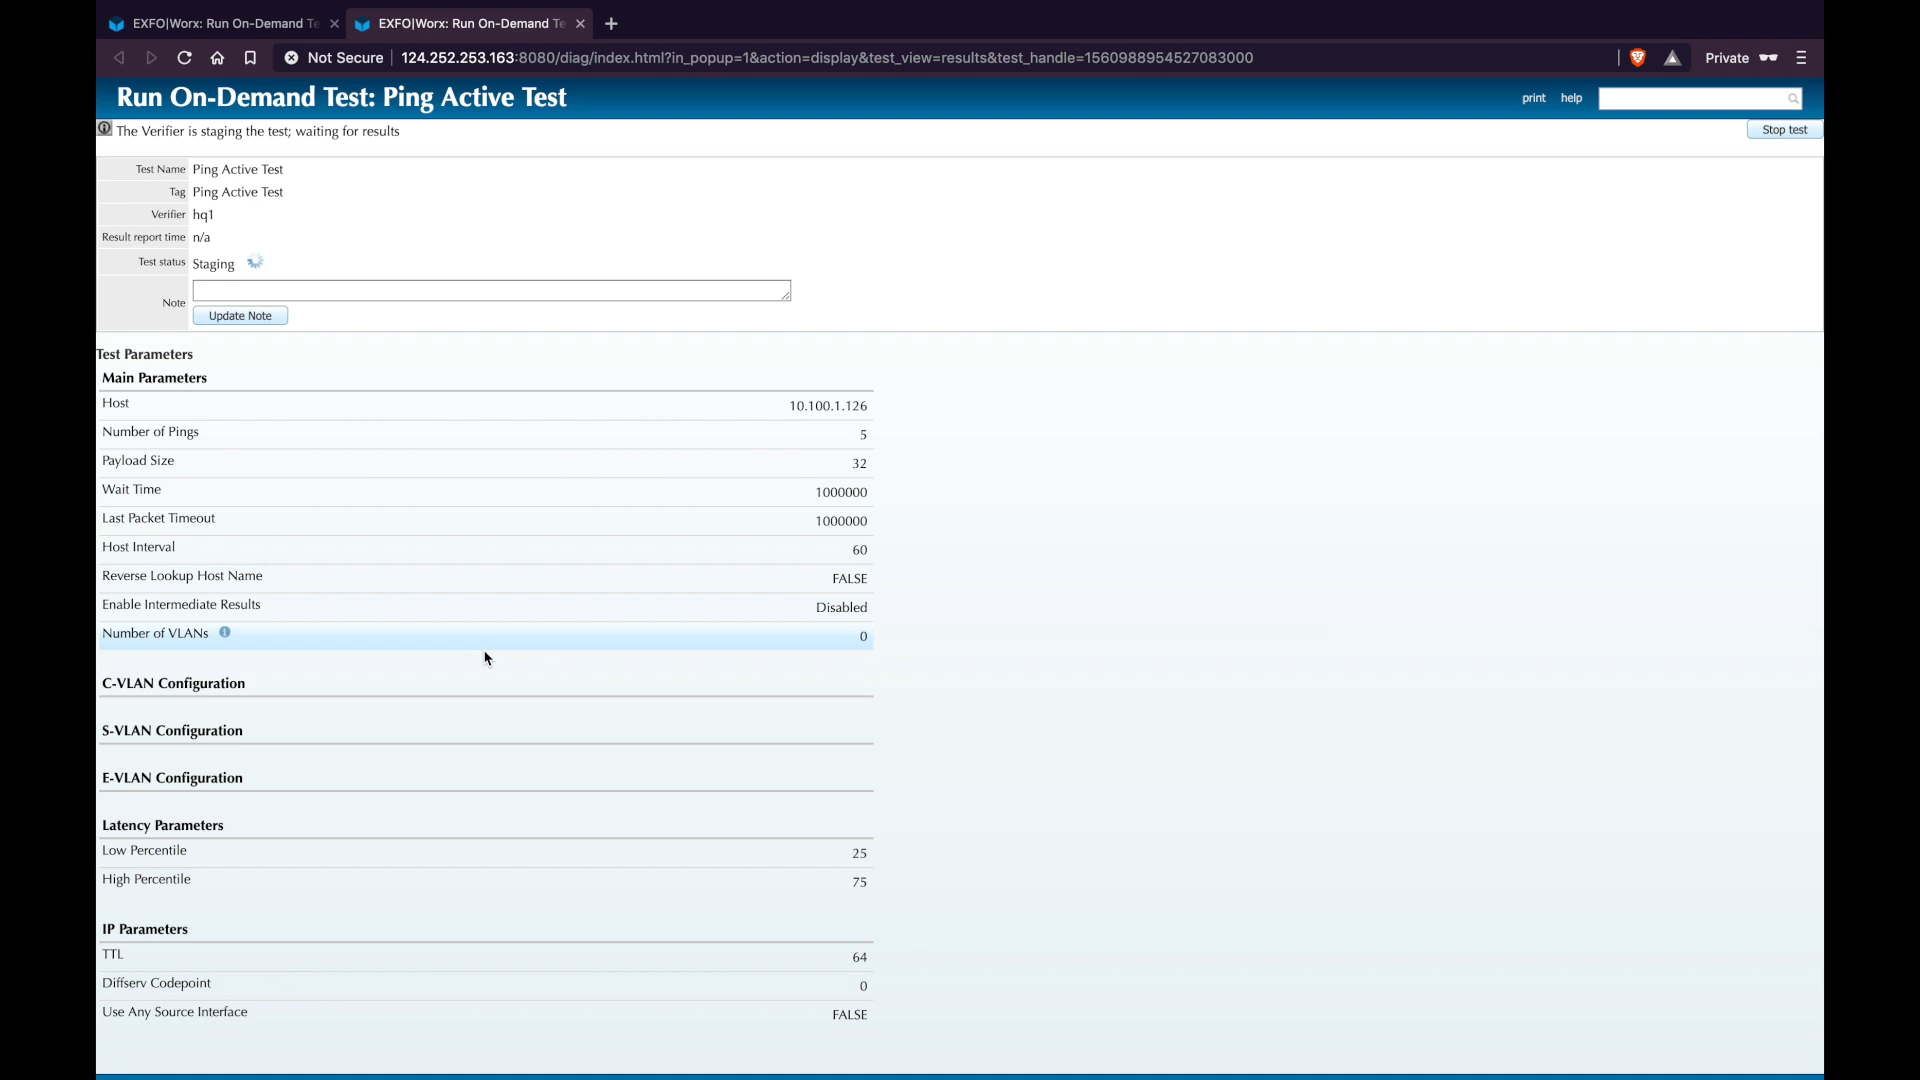 EXFO|Worx: Run On-Demand Te
EXFO|Worx: Run On-Demand Te
Not Secure
124.252.253.163:8080/diag/index.html?in_popup=1&action=display&test_view=results&test_handle=1560988954527083000
Private
Run On-Demand Test: Ping Active Test
print help
The Verifier is staging the test; waiting for results
Stop test
Test Name Ping Active Test
Tag Ping Active Test
Verifier hq1
Result report time n/a
Test status Staging
Note
Update Note
Test Parameters
Main Parameters
Host 10.100.1.126
Number of Pings 5
Payload Size 32
Wait Time 1000000
Last Packet Timeout 1000000
Host Interval 60
Reverse Lookup Host Name FALSE
Enable Intermediate Results Disabled
Number of VLANs 0
C-VLAN Configuration
S-VLAN Configuration
E-VLAN Configuration
Latency Parameters
Low Percentile 25
High Percentile 75
IP Parameters
TTL 64
Diffserv Codepoint 0
Use Any Source Interface FALSE